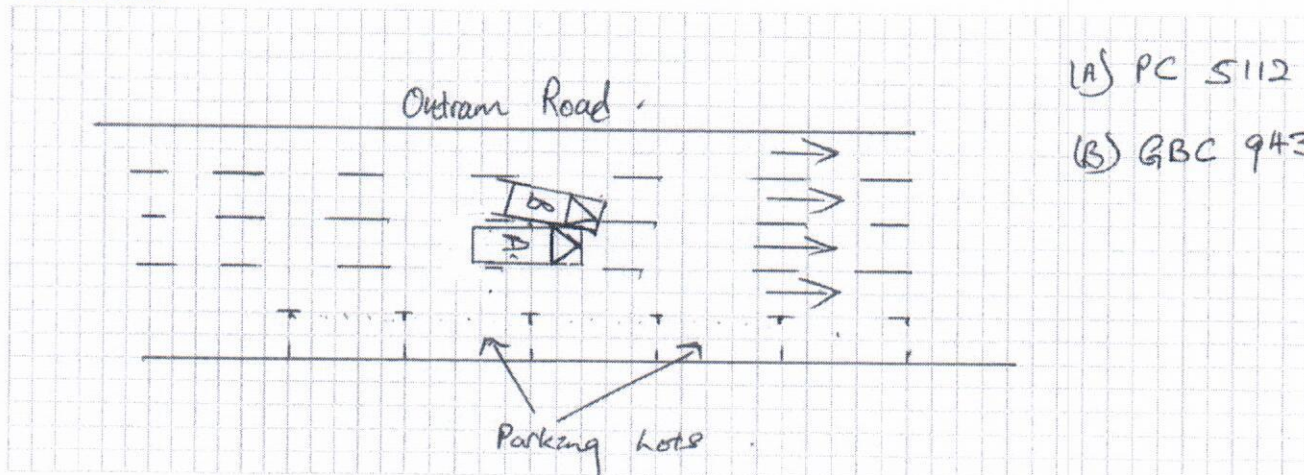 (A) PC 5112
Outram Road.
(B) GBC 943
B
A
Parking Lots